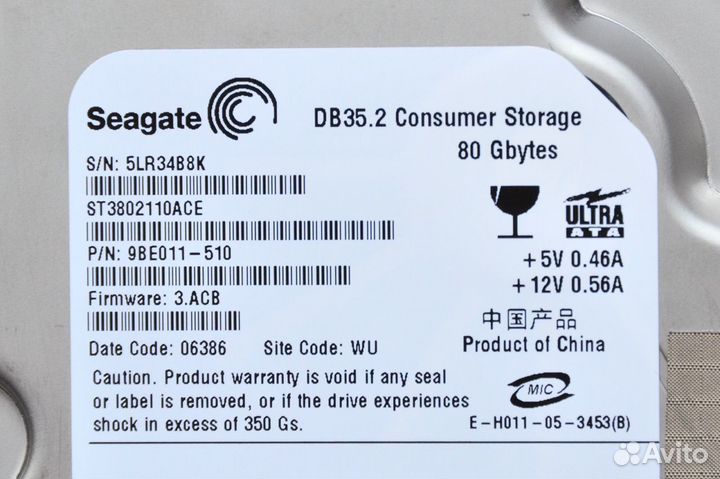 Seagate
DB35.2 Consumer Storage
80 Gbytes
S/N: 5LR34B8K
ST3802110ACE
P/N: 9BE011-510
Firmware: 3.ACB
Date Code: 06386 Site Code: WU
ULTRA
ATA
+5V 0.46A
+12V 0.56A
中国产品
Product of China
Caution. Product warranty is void if any seal
or label is removed, or if the drive experiences
shock in excess of 350 Gs.
MIC
E-H011-05-3453(B)
Avito